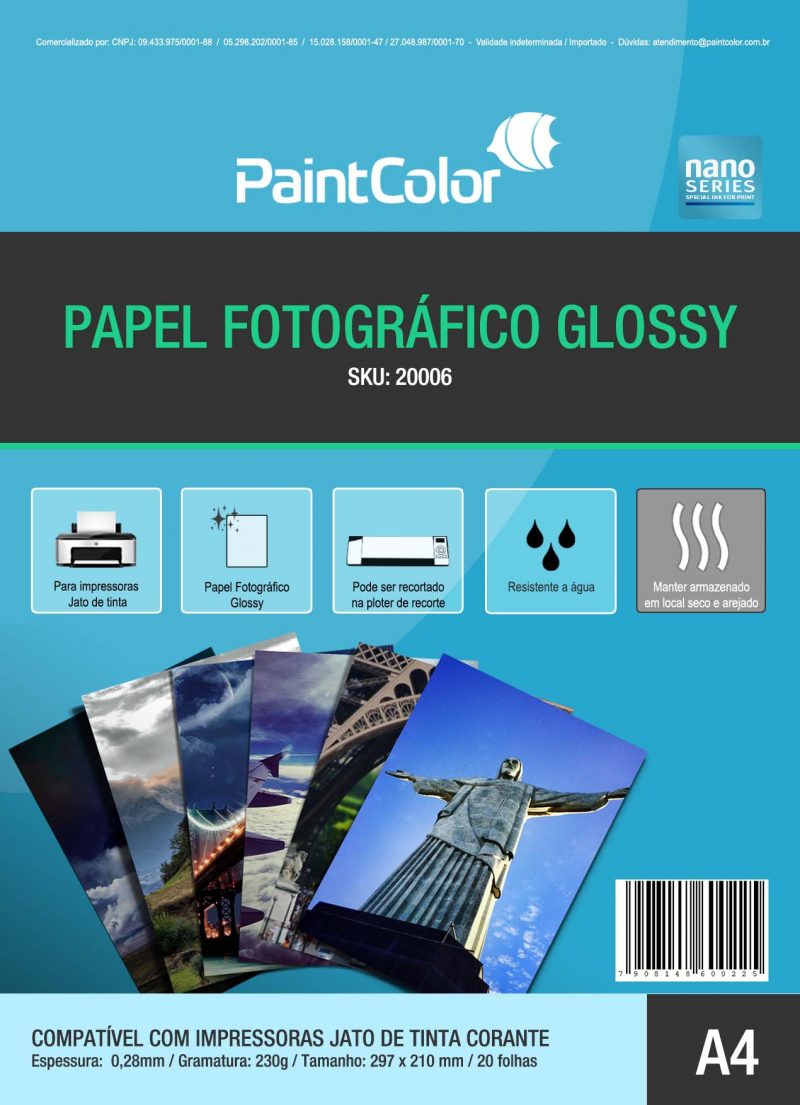 Comercializado por: CNPJ: 09.433.975/0001-88 / 05.298.202/0001-85 / 15.028.158/0001-47 / 27.048.987/0001-70 - Validade indeterminada / Importado - Dúvidas: atendimento@paintcolor.com.br
PaintColor
nano
SERIES
SPECIAL INK FOR PRINT
PAPEL FOTOGRÁFICO GLOSSY
SKU: 20006
Para impressoras
Jato de tinta
Papel Fotográfico
Glossy
Pode ser recortado
na ploter de recorte
Resistente a água
Manter armazenado
em local seco e arejado
7908148600225
COMPATÍVEL COM IMPRESSORAS JATO DE TINTA CORANTE
Espessura: 0,28mm / Gramatura: 230g / Tamanho: 297 x 210 mm / 20 folhas
A4